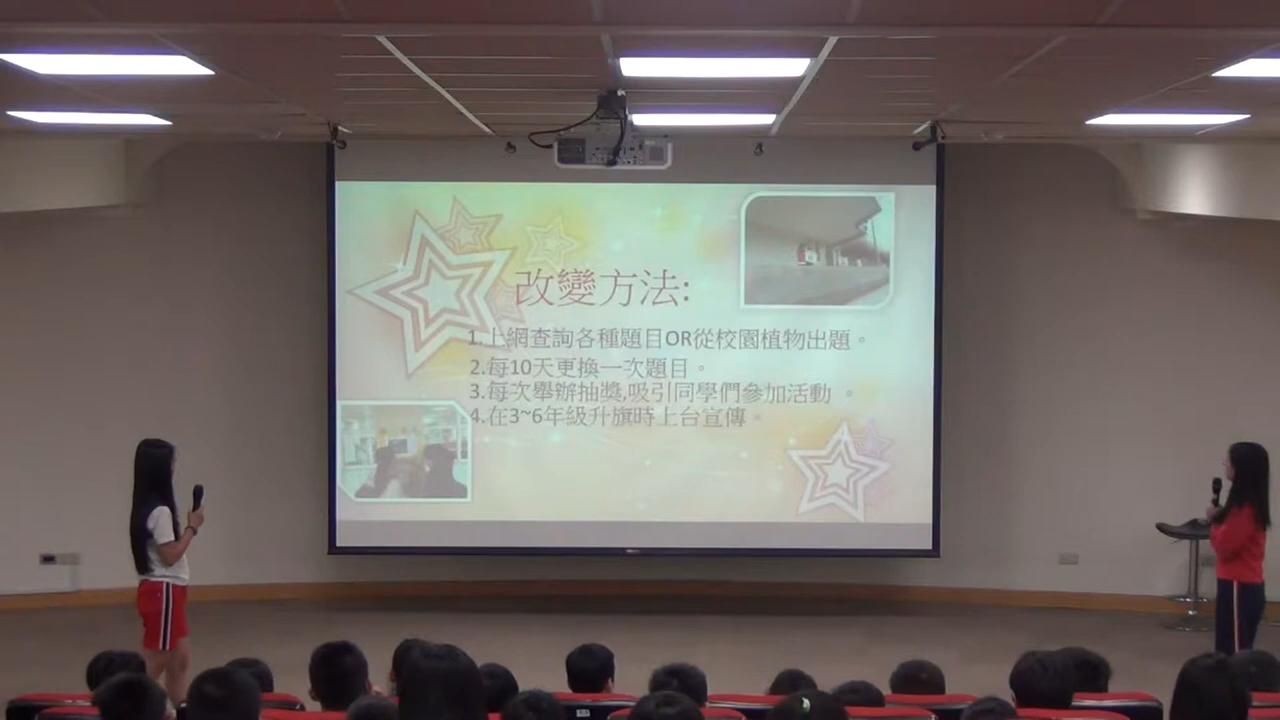 改變方法:
1.上網查詢各種題目OR從校園植物出題。
2.每10天更換一次題目。
3.每次舉辦抽獎,吸引同學們參加活動 。
4.在3~6年級升旗時上台宣傳。